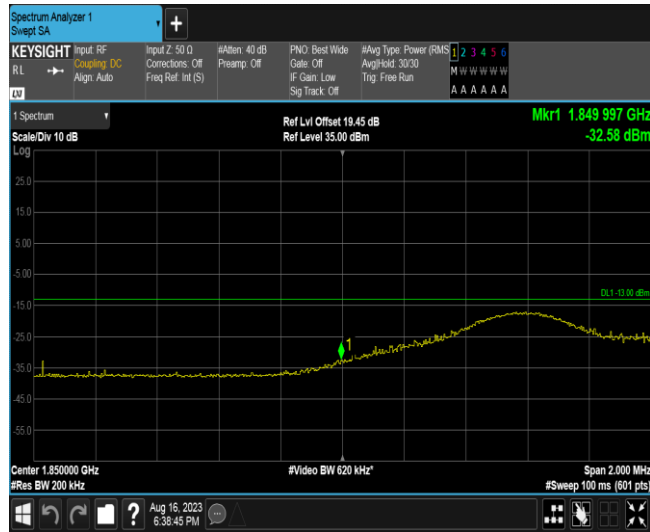 Spectrum Analyzer 1
Swept SA
KEYSIGHT
RL
LXI
Input: RF
Coupling: DC
Align: Auto
Input Z: 50 Ω
Corrections: Off
Freq Ref: Int (S)
#Atten: 40 dB
Preamp: Off
PNO: Best Wide
Gate: Off
IF Gain: Low
Sig Track: Off
#Avg Type: Power (RMS
Avg|Hold: 30/30
Trig: Free Run
1 2 3 4 5 6
M W W W W W
A A A A A A
1 Spectrum
Scale/Div 10 dB
Ref Lvl Offset 19.45 dB
Ref Level 35.00 dBm
Mkr1 1.849 997 GHz
-32.58 dBm
Log
25.0
15.0
5.00
-5.00
DL1 -13.00 dBm
-15.0
-25.0
1
-35.0
-45.0
-55.0
Center 1.850000 GHz
#Video BW 620 kHz*
Span 2.000 MHz
#Res BW 200 kHz
#Sweep 100 ms (601 pts)
?
Aug 16, 2023
6:38:45 PM